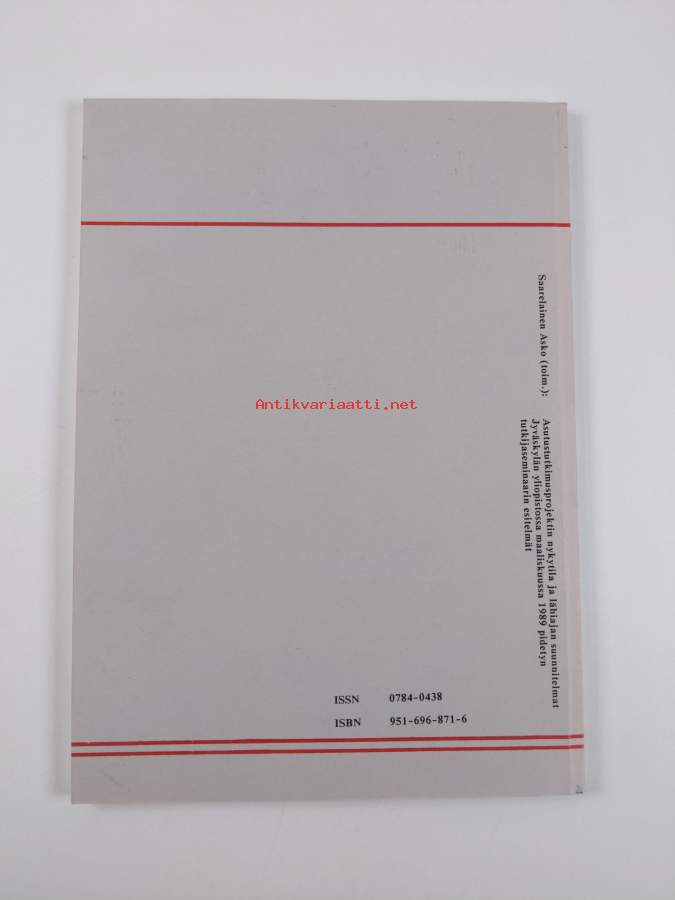 Saarelainen Asko (toim.):
Asutustutkimusprojektin nykytila ja lähiajan suunnitelmat
Jyväskylän yliopistossa maaliskuussa 1989 pidetyn
tutkijaseminaarin esitelmät
Antikvariaatti.net
ISSN 0784-0438
ISBN 951-696-871-6